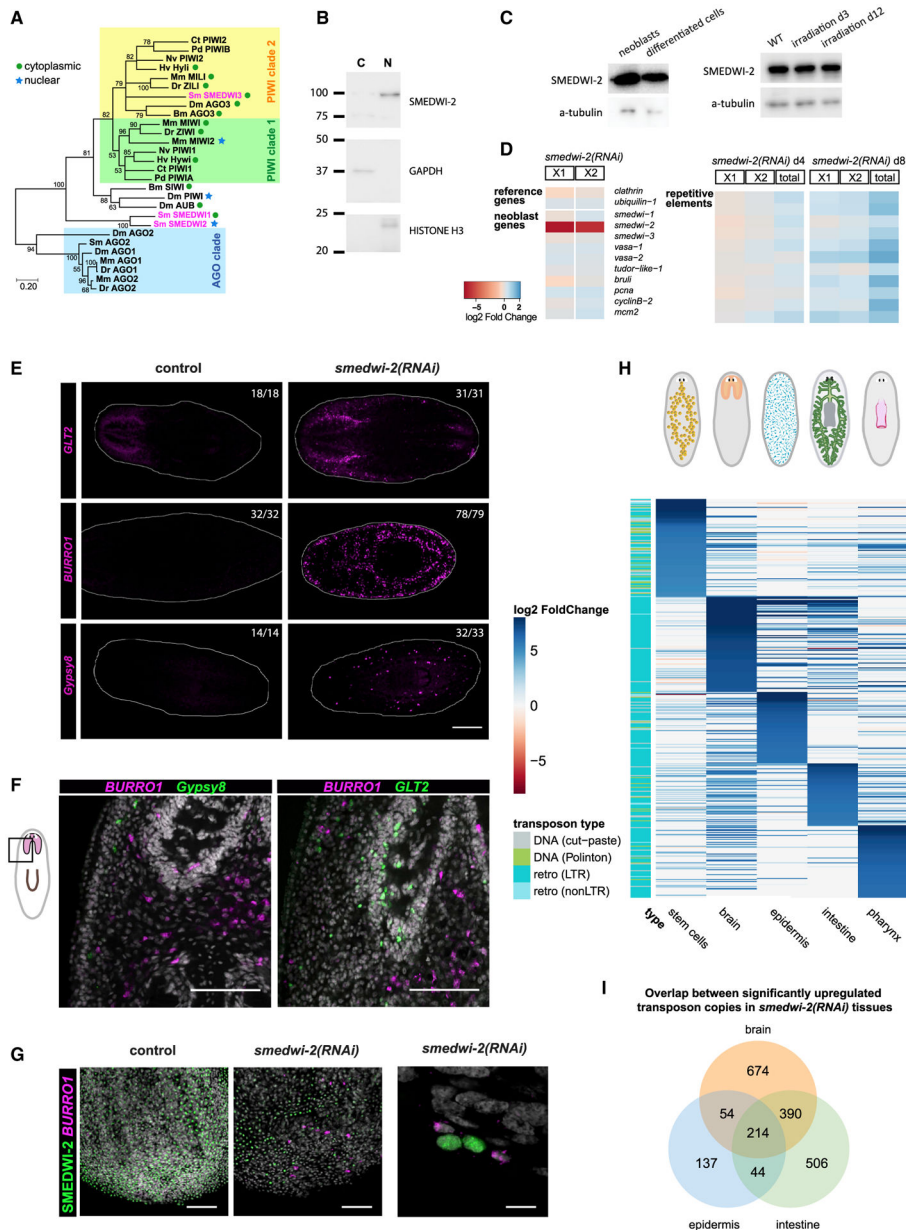 A
78
Ct PIWI2
Pd PIWIB
82
Nv PIWI2
Hv Hyli
79
Mm MILI
100
Dr ZILI
Sm SMEDWI3
79
Dm AGO3
100
Bm AGO3
82
90
Mm MIWI
96
Dr ZIWI
Mm MIWI2
85
53
Nv PIWI1
85
Hv Hywi
53
Ct PIWI1
81
Pd PIWIA
Bm SIWI
100
88
Dm PIWI
63
Dm AUB
Sm SMEDWI1
100
Sm SMEDWI2
Dm AGO2
94
Sm AGO2
Dm AGO1
100
Mm AGO1
55
Dr AGO1
96
Mm AGO2
68
Dr AGO2
0.20
PIWI clade 2
PIWI clade 1
AGO clade
cytoplasmic
nuclear
B
C N
100
75
SMEDWI-2
37
GAPDH
25
20
HISTONE H3
C
neoblasts
differentiated cells
SMEDWI-2
a-tubulin
WT
irradiation d3
irradiation d12
SMEDWI-2
a-tubulin
D
smedwi-2(RNAi)
X1 X2
reference genes
neoblast genes
clathrin
ubiquilin-1
smedwi-1
smedwi-2
smedwi-3
vasa-1
vasa-2
tudor-like-1
bruli
pcna
cyclinB-2
mcm2
−5 0 2
log2 Fold Change
smedwi-2(RNAi) d4 smedwi-2(RNAi) d8
X1 X2 total X1 X2 total
repetitive elements
E
control smedwi-2(RNAi)
GLT2
18/18 31/31
BURRO1
32/32 78/79
Gypsy8
14/14 32/33
F
BURRO1 Gypsy8
BURRO1 GLT2
G
control smedwi-2(RNAi) smedwi-2(RNAi)
SMEDWI-2 BURRO1
H
log2 FoldChange
5
0
−5
transposon type
DNA (cut-paste)
DNA (Polinton)
retro (LTR)
retro (nonLTR)
type
stem cells
brain
epidermis
intestine
pharynx
I
Overlap between significantly upregulated
transposon copies in smedwi-2(RNAi) tissues
brain
674
54 390
214
137 44 506
epidermis intestine